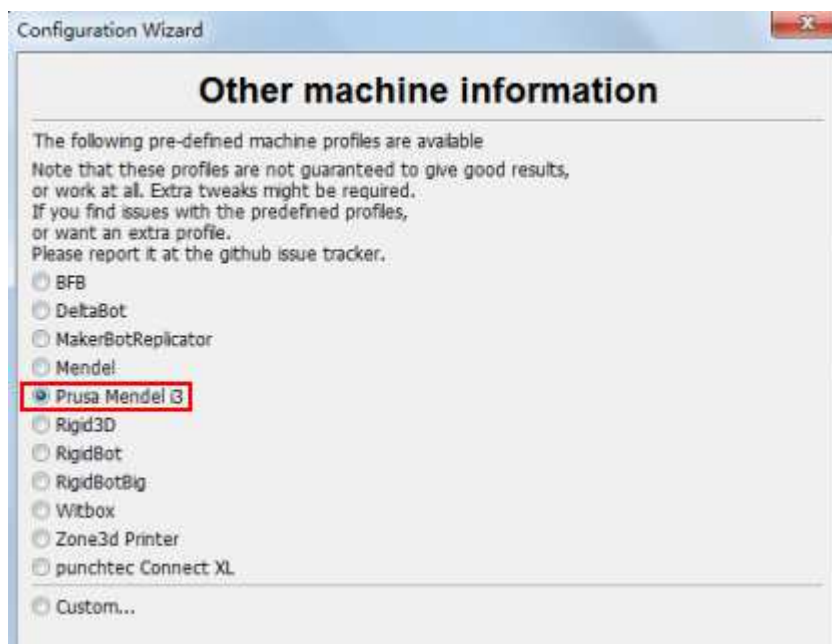 Configuration Wizard
Other machine information
The following pre-defined machine profiles are available
Note that these profiles are not guaranteed to give good results,
or work at all. Extra tweaks might be required.
If you find issues with the predefined profiles,
or want an extra profile.
Please report it at the github issue tracker.
BFB
DeltaBot
MakerBotReplicator
Mendel
Prusa Mendel i3
Rigid3D
RigidBot
RigidBotBig
Witbox
Zone3d Printer
punchtec Connect XL
Custom...